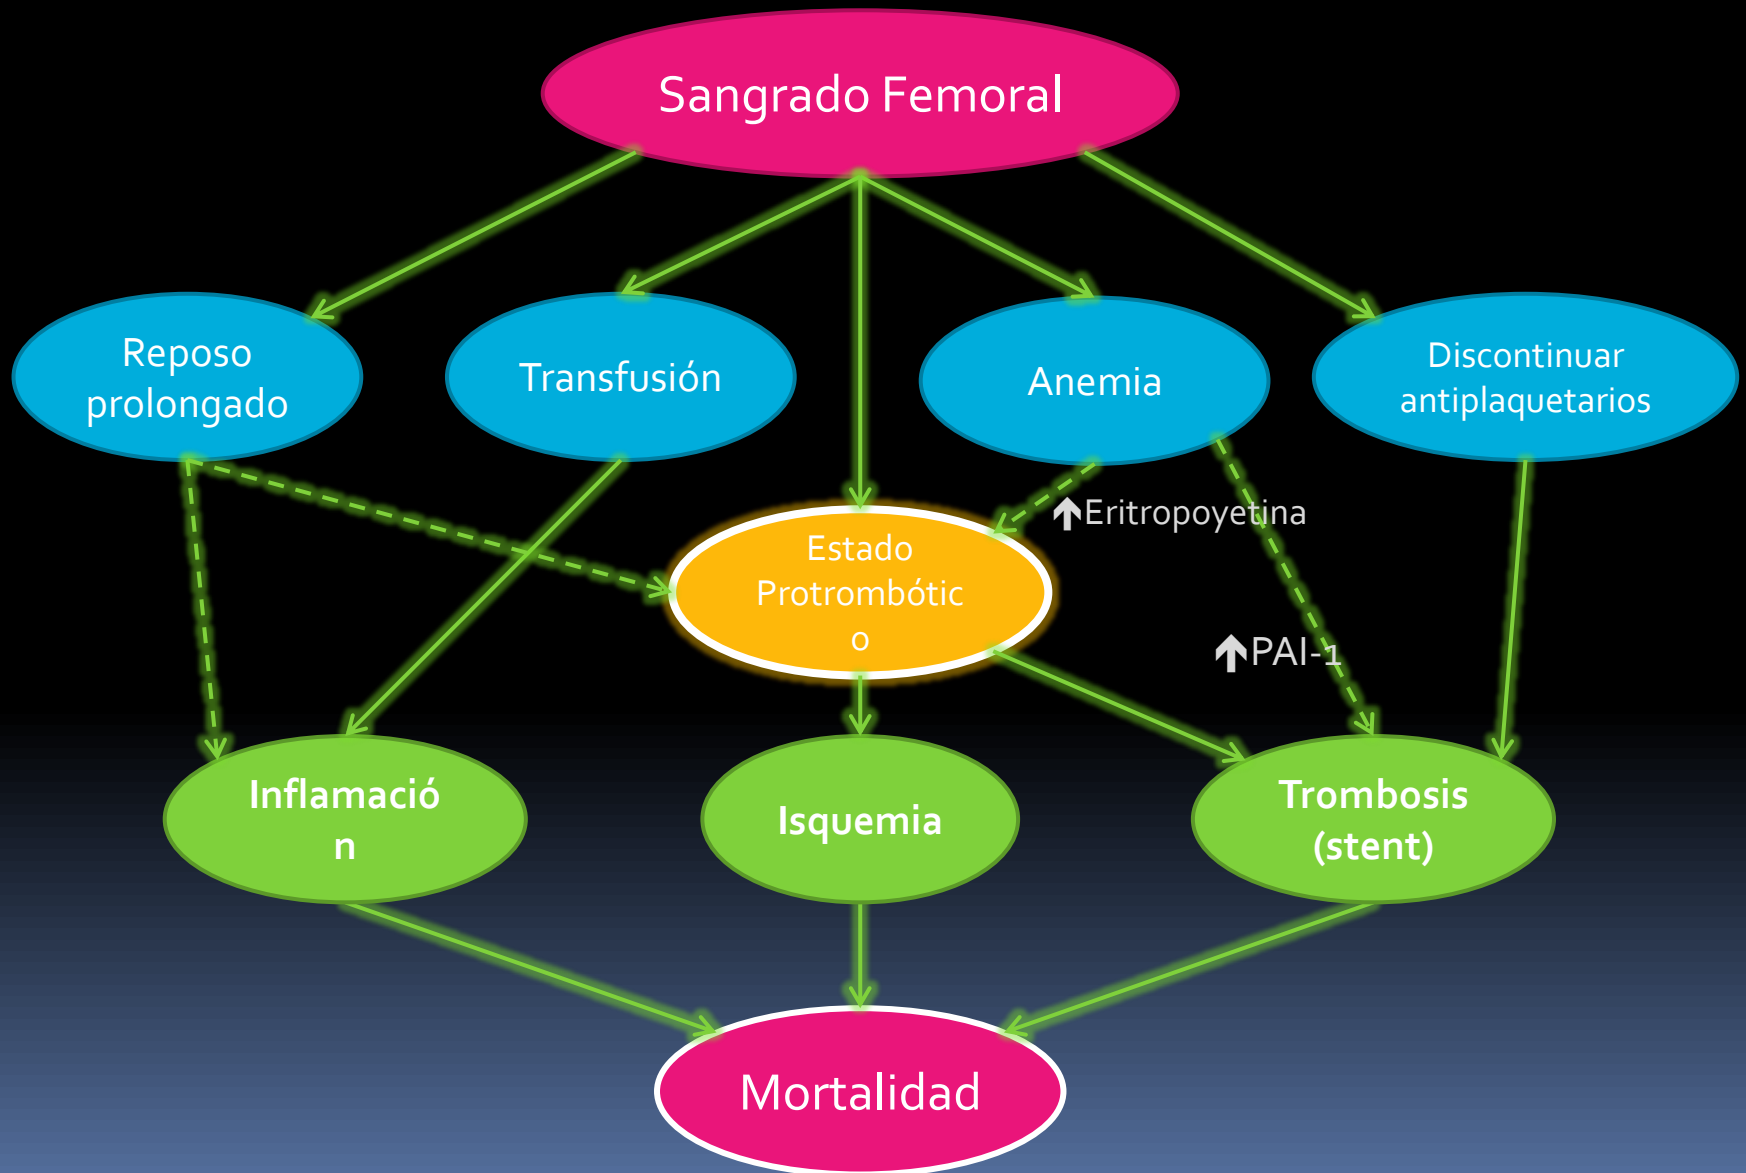 Sangrado Femoral
Reposo
prolongado
Transfusión
Anemia
Discontinuar
antiplaquetarios
Eritropoyetina
Estado
Protrombótic
o
PAI-1
Inflamació
n
Isquemia
Trombosis
(stent)
Mortalidad